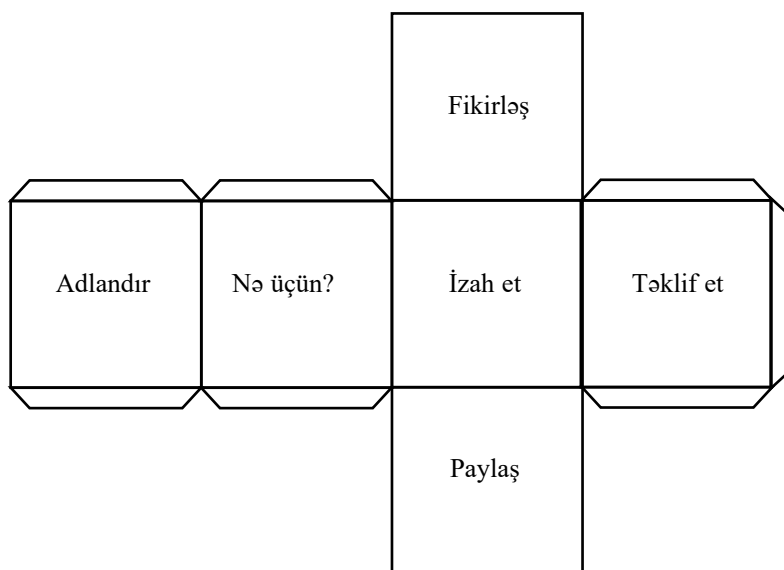 Fikirləş
Adlandır
Nə üçün?
İzah et
Təklif et
Paylaş